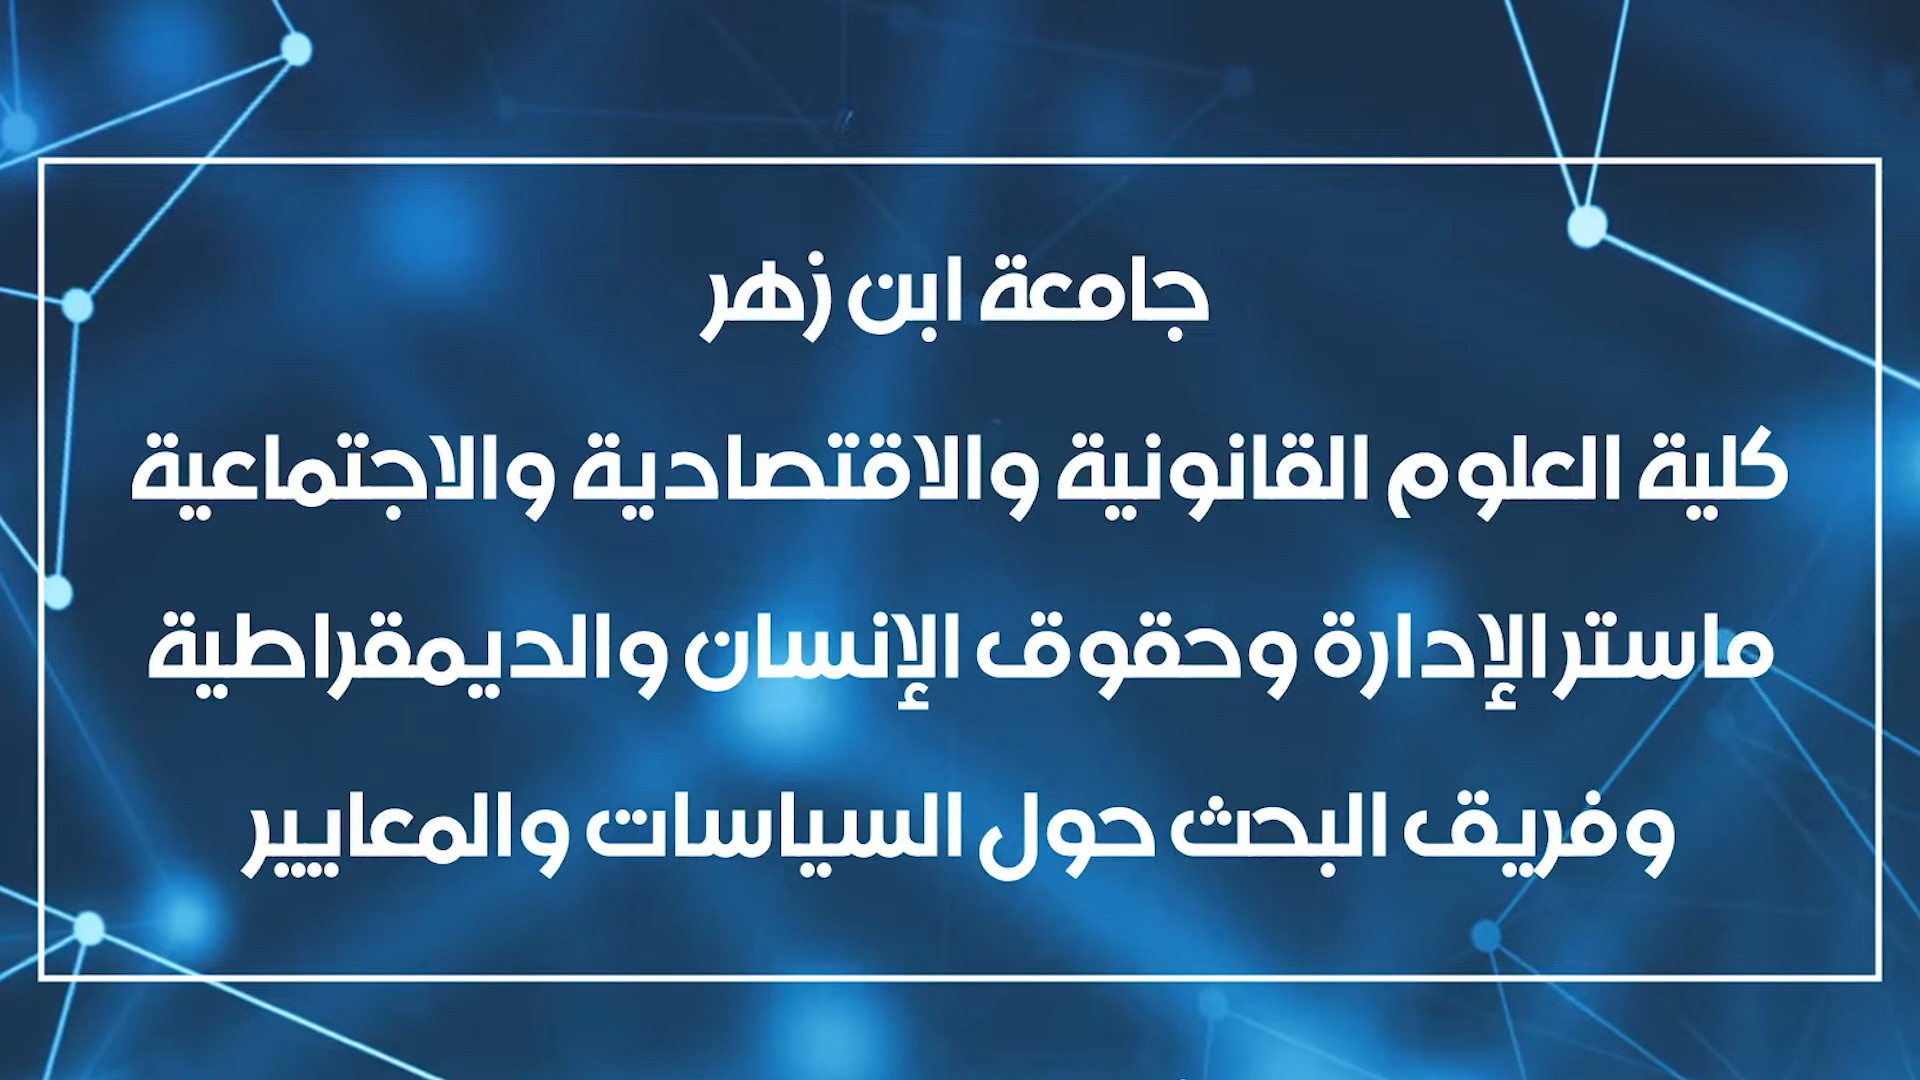 جامعة ابن زهر
كلية العلوم القانونية والاقتصادية والاجتماعية
ماستر الإدارة وحقوق الإنسان والديمقراطية
وفريق البحث حول السياسات والمعايير